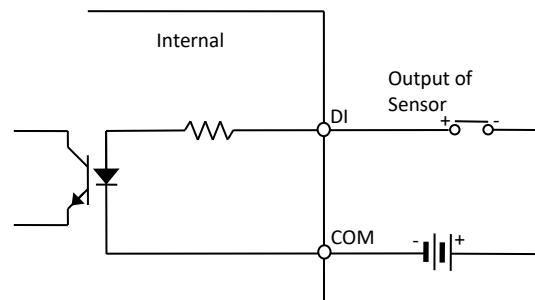 Internal
Output of
Sensor
DI
+ -
COM
- +